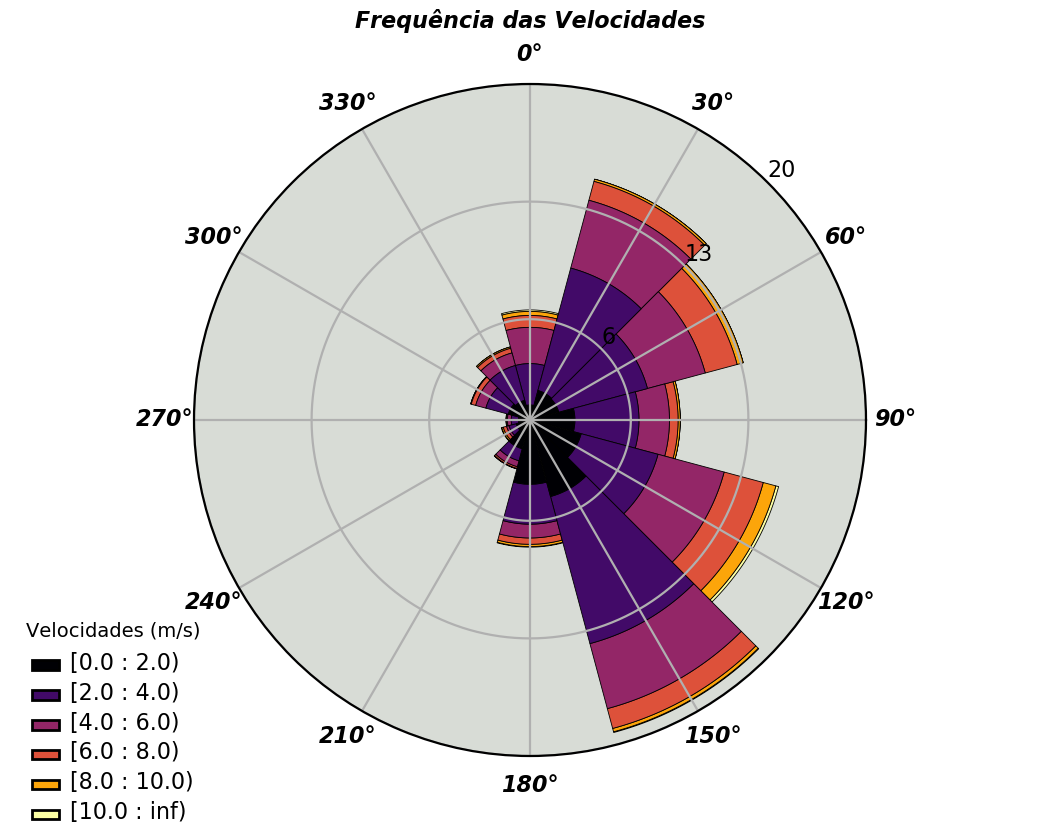 Frequência das Velocidades
0°
330°
30°
20
300°
60°
13
6
270°
90°
240°
120°
210°
150°
180°
Velocidades (m/s)
[0.0 : 2.0)
[2.0 : 4.0)
[4.0 : 6.0)
[6.0 : 8.0)
[8.0 : 10.0)
[10.0 : inf)